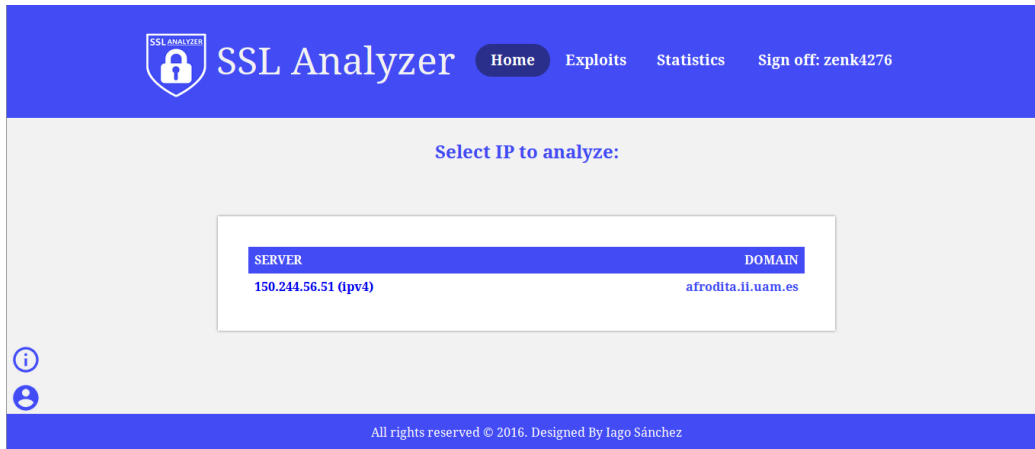 SSL ANALYZER
SSL Analyzer
Home Exploits Statistics Sign off: zenk4276
Select IP to analyze:
SERVER DOMAIN
150.244.56.51 (ipv4) afrodita.ii.uam.es
All rights reserved © 2016. Designed By Iago Sánchez